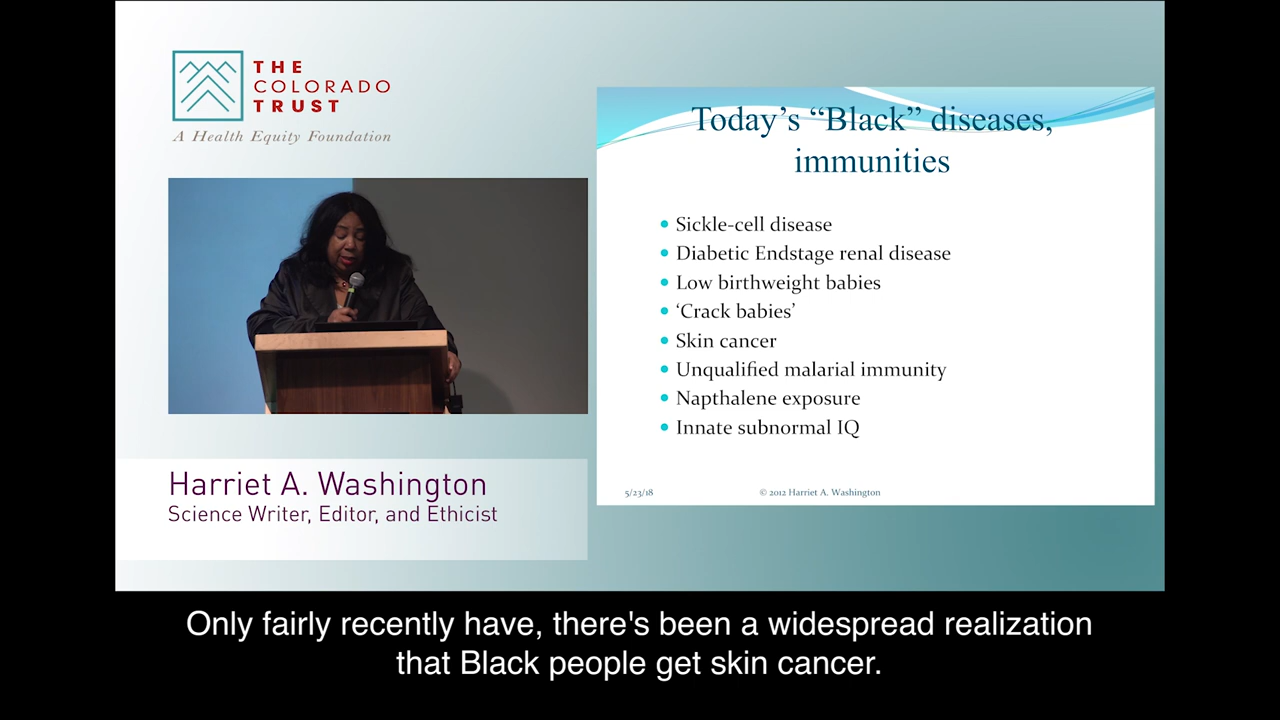 THE
COLORADO
TRUST
A Health Equity Foundation
Today's “Black” diseases,
immunities
Sickle-cell disease
Diabetic Endstage renal disease
Low birthweight babies
‘Crack babies’
Skin cancer
Unqualified malarial immunity
Napthalene exposure
Innate subnormal IQ
5/23/18
© 2012 Harriet A. Washington
Harriet A. Washington
Science Writer, Editor, and Ethicist
Only fairly recently have, there's been a widespread realization
that Black people get skin cancer.